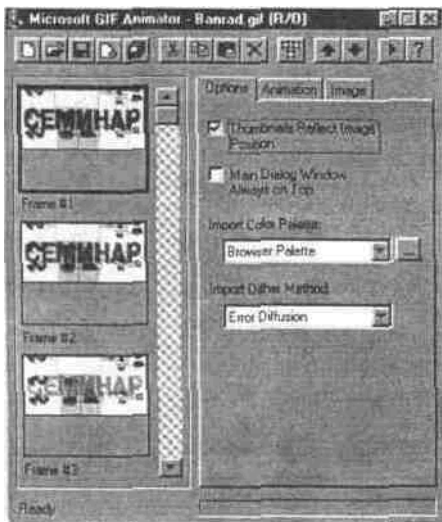 Microsoft GIF Animator - Banrad.gif (R/O)
СЕМИНАР
Frame #1
СЕМИНАР
Frame #2
СЕМИНАР
Frame #3
Options Animation Image
Thumbnails Reflect Image
Position
Main Dialog Window
Always on Top
Import Color Palette:
Browser Palette
...
Import Dither Method:
Error Diffusion
Ready